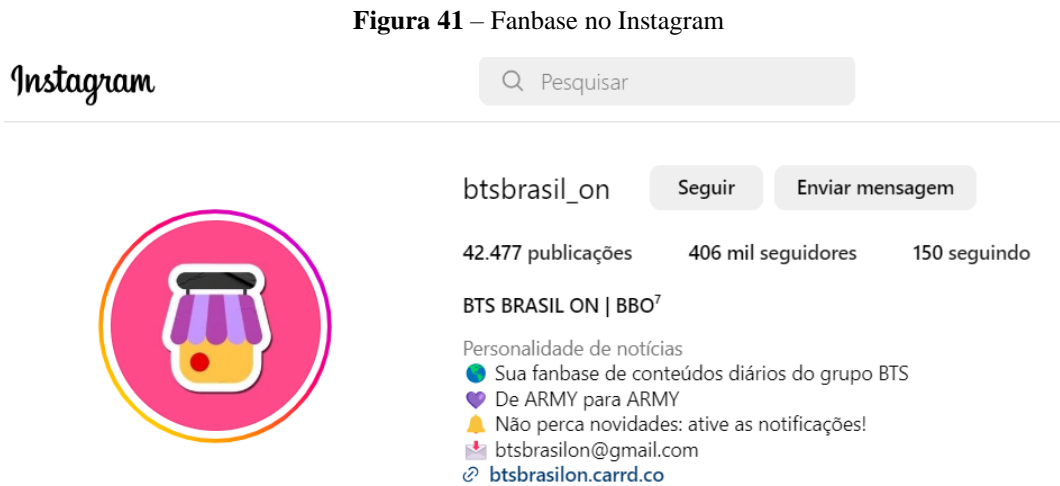 Figura 41 – Fanbase no Instagram
Instagram
Pesquisar
btsbrasil_on Seguir Enviar mensagem
42.477 publicações 406 mil seguidores 150 seguindo
BTS BRASIL ON | BBO⁷
Personalidade de notícias
🌎 Sua fanbase de conteúdos diários do grupo BTS
💜 De ARMY para ARMY
🔔 Não perca novidades: ative as notificações!
📩 btsbrasilon@gmail.com
btsbrasilon.carrd.co